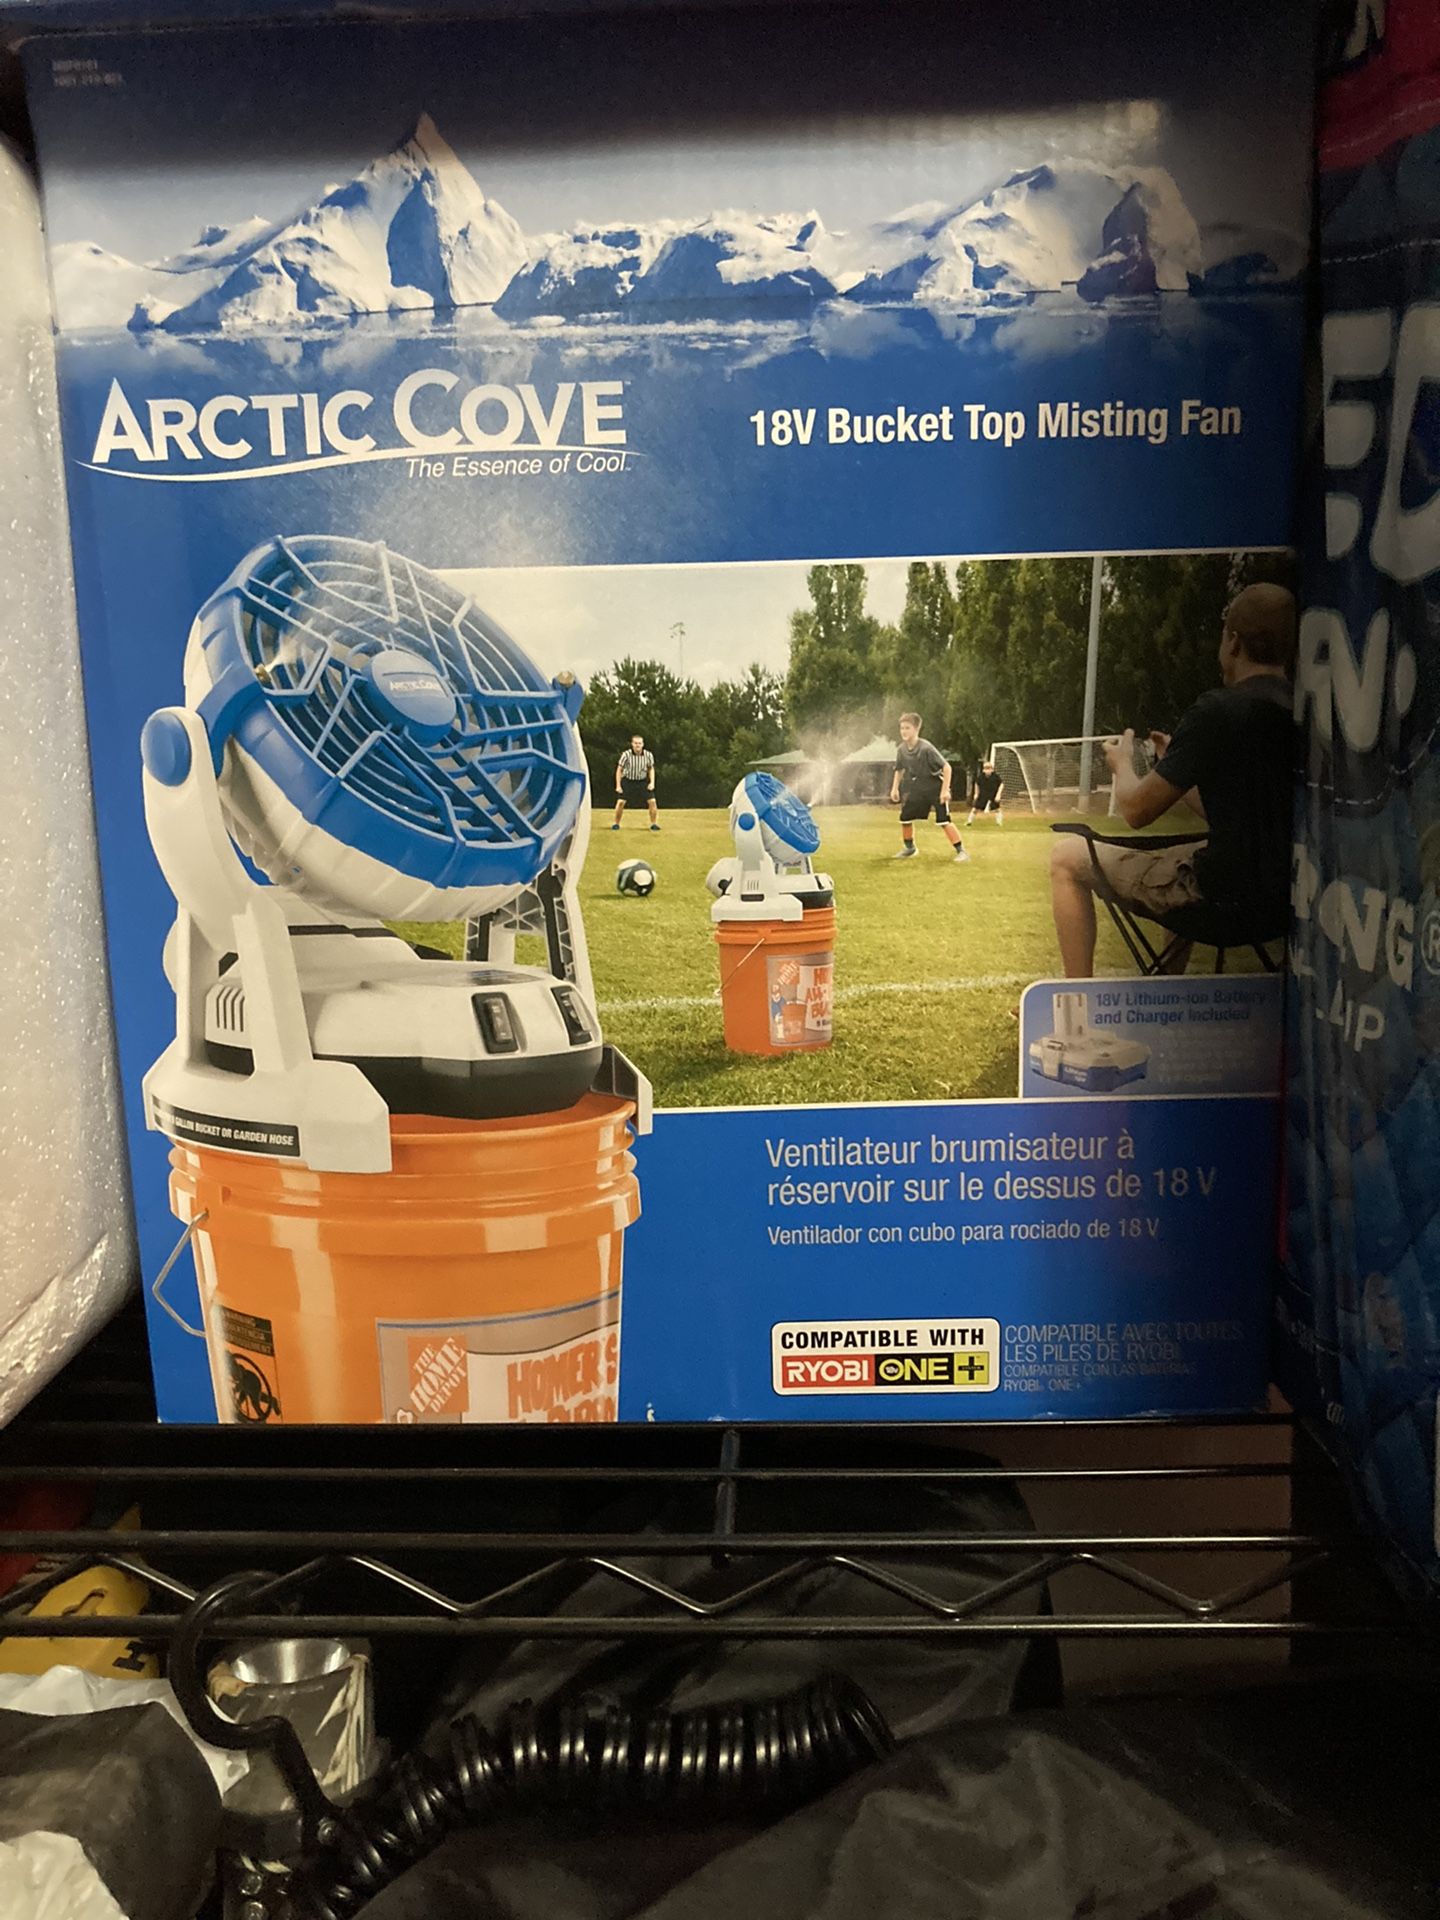 ARCTIC COVE
The Essence of Cool
18V Bucket Top Misting Fan
ARCTIC COVE
18V Lithium-ion Battery
and Charger Included
GALLON BUCKET OR GARDEN HOSE
Ventilateur brumisateur à
réservoir sur le dessus de 18 V
Ventilador con cubo para rociado de 18 V
THE
HOME
DEPOT
HOMER'S
COMPATIBLE WITH
RYOBI ONE+
COMPATIBLE AVEC TOUTES
LES PILES DE RYOBI
COMPATIBLE CON LAS BATERÍAS
RYOBI ONE+